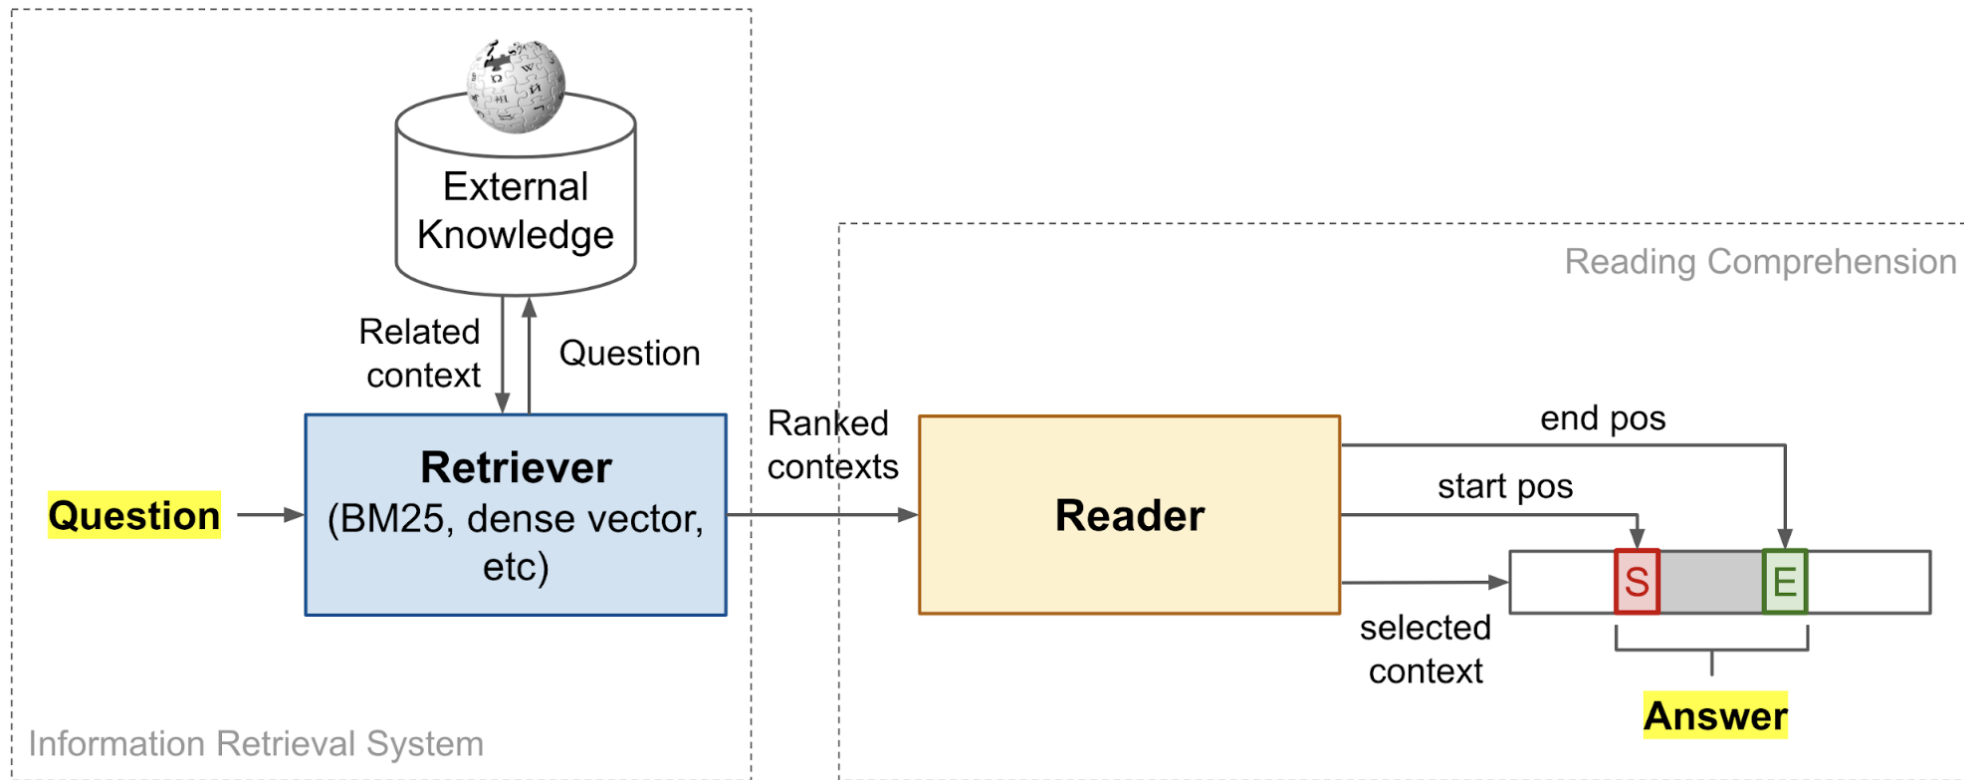 External
Knowledge
Reading Comprehension
Related
context
Question
Ranked
contexts
end pos
start pos
Question
Retriever
(BM25, dense vector,
etc)
Reader
S
E
selected
context
Answer
Information Retrieval System